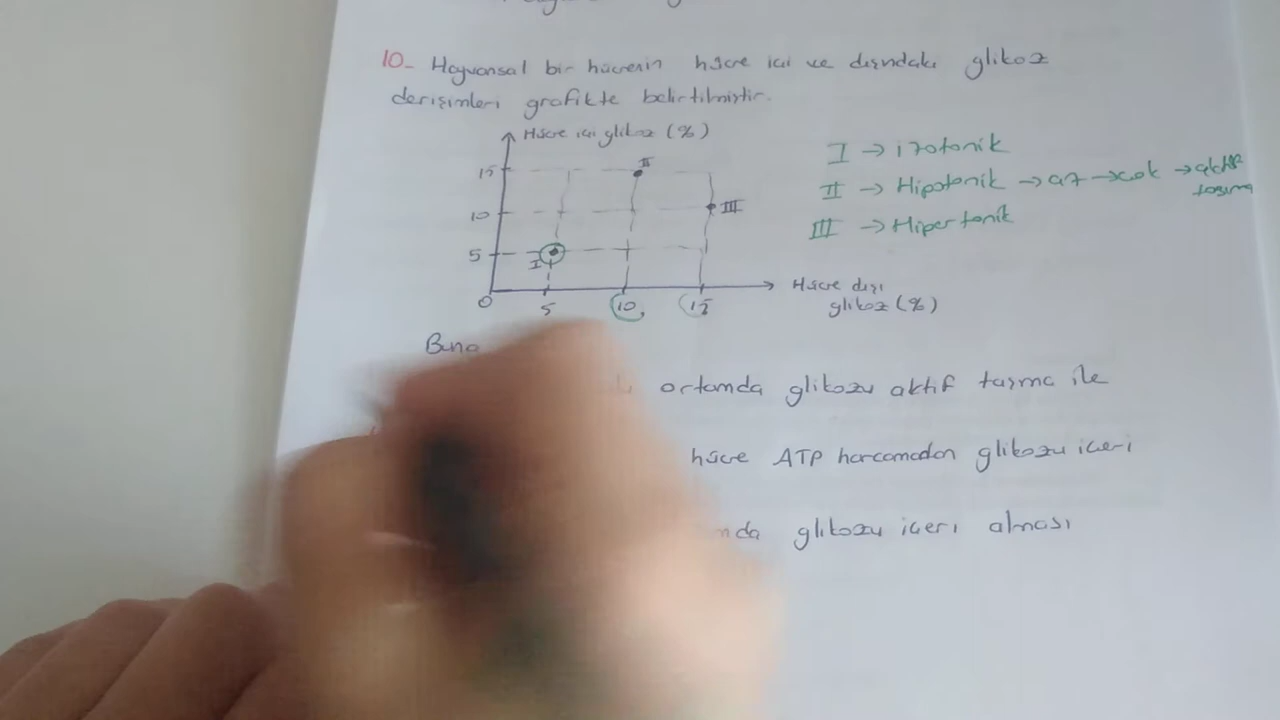 10- Hayvansal bir hücrenin hücre içi ve dışındaki glikoz
derişimleri grafikte belirtilmiştir.
Hücre içi glikoz (%)
I → izotonik
II → Hipotonik → az → çok → aktif
taşıma
III → Hipertonik
15
II
10
III
5
I
0
5
10
15
Hücre dışı
glikoz (%)
Buna
ortamda glikozu aktif taşıma ile
hücre ATP harcamadan glikozu içeri
glikozu içeri alması